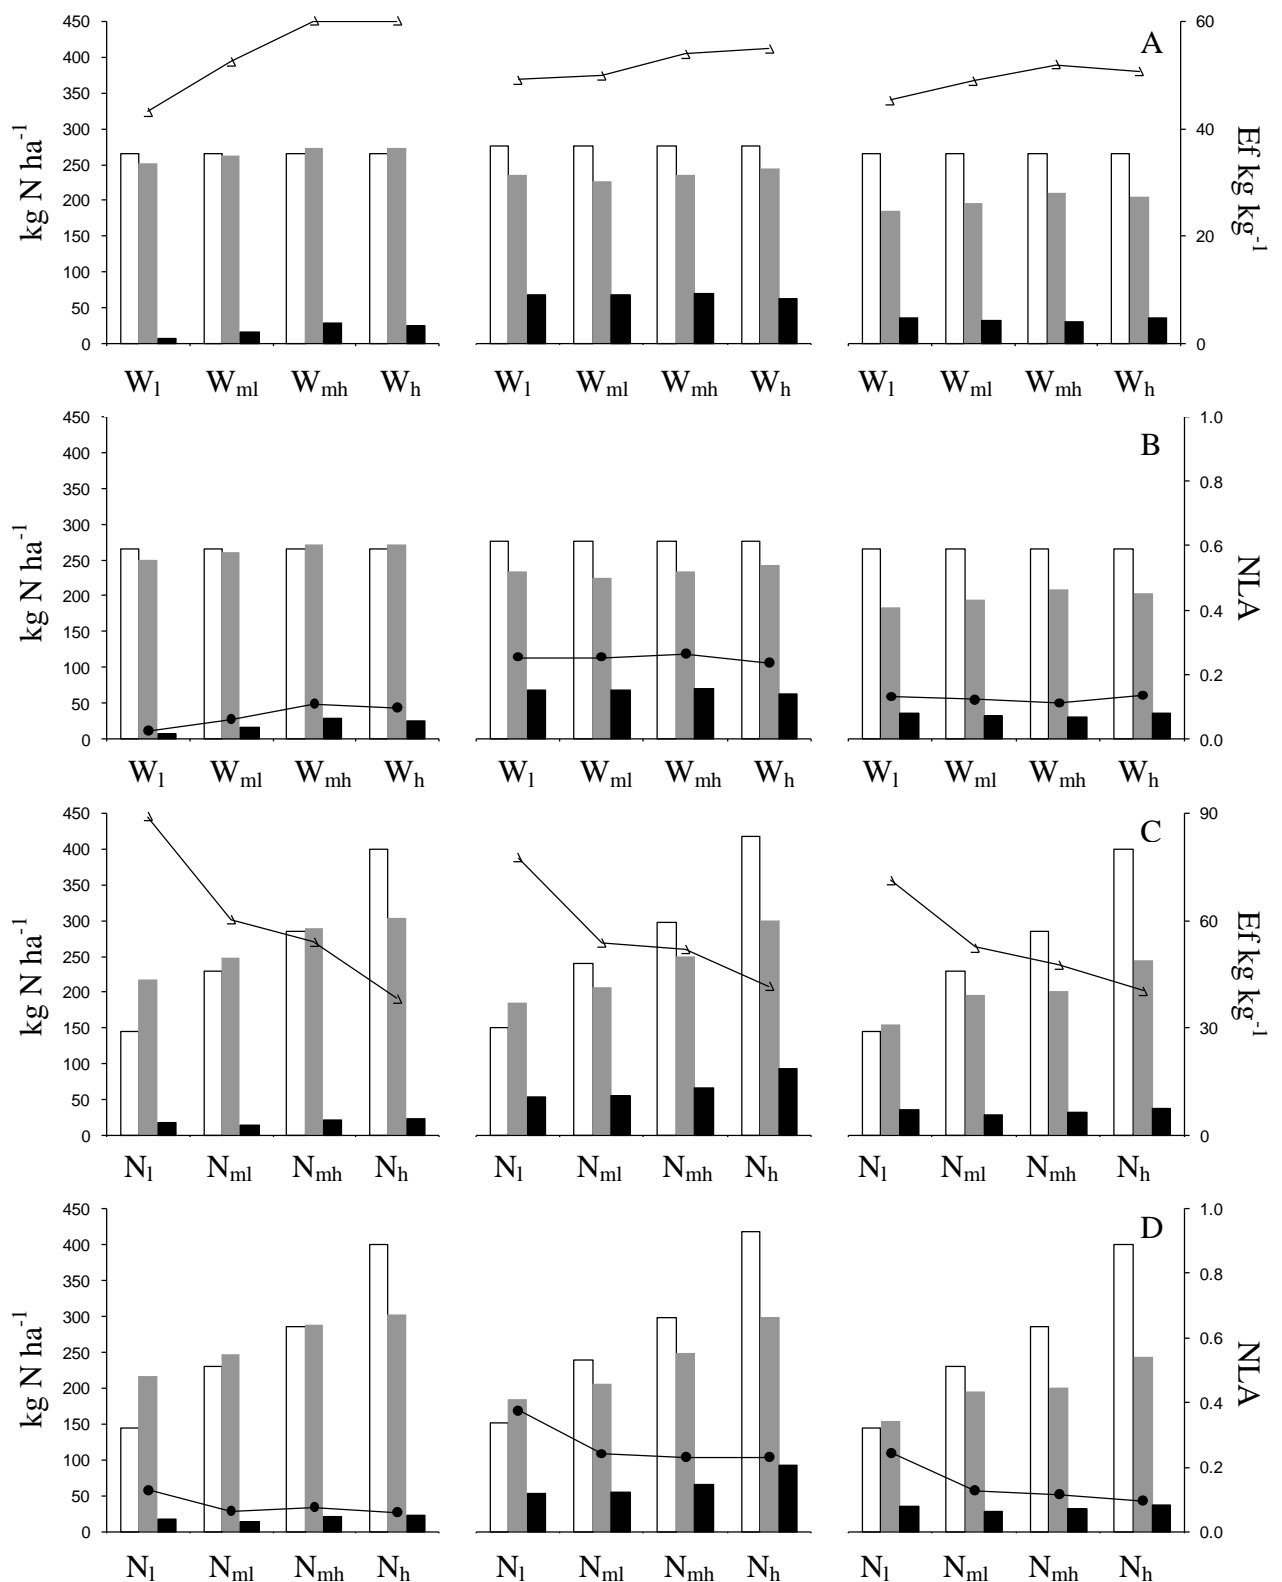 450 60
A
400
350
300 40
250
200
150 20
100
50
0 0
kg N ha-1
Ef kg kg-1
Wl Wml Wmh Wh Wl Wml Wmh Wh Wl Wml Wmh Wh
450 1.0
B
400 0.8
350
300 0.6
250
200 0.4
150
100 0.2
50
0 0.0
kg N ha-1
NLA
Wl Wml Wmh Wh Wl Wml Wmh Wh Wl Wml Wmh Wh
450 90
C
400
350
300 60
250
200
150 30
100
50
0 0
kg N ha-1
Ef kg kg-1
Nl Nml Nmh Nh Nl Nml Nmh Nh Nl Nml Nmh Nh
450 1.0
D
400 0.8
350
300 0.6
250
200 0.4
150
100 0.2
50
0 0.0
kg N ha-1
NLA
Nl Nml Nmh Nh Nl Nml Nmh Nh Nl Nml Nmh Nh